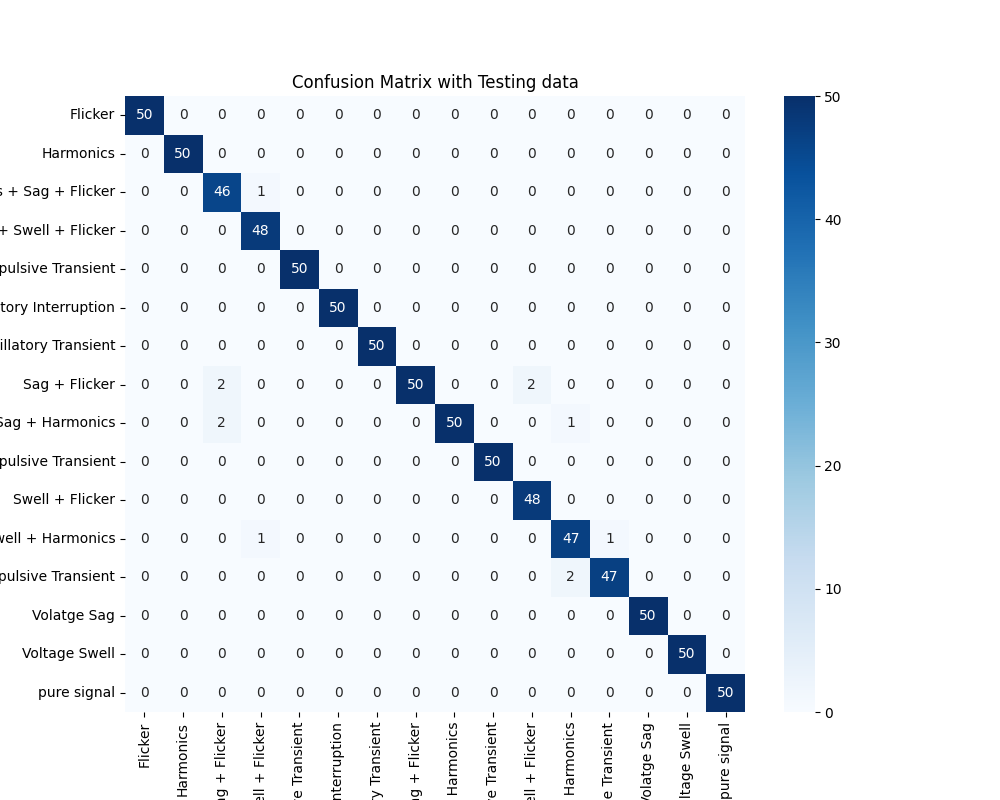 Confusion Matrix with Testing data
Flicker 50 0 0 0 0 0 0 0 0 0 0 0 0 0 0 0
Harmonics 0 50 0 0 0 0 0 0 0 0 0 0 0 0 0 0
s + Sag + Flicker 0 0 46 1 0 0 0 0 0 0 0 0 0 0 0 0
+ Swell + Flicker 0 0 0 48 0 0 0 0 0 0 0 0 0 0 0 0
pulsive Transient 0 0 0 0 50 0 0 0 0 0 0 0 0 0 0 0
tory Interruption 0 0 0 0 0 50 0 0 0 0 0 0 0 0 0 0
illatory Transient 0 0 0 0 0 0 50 0 0 0 0 0 0 0 0 0
Sag + Flicker 0 0 2 0 0 0 0 50 0 0 2 0 0 0 0 0
Sag + Harmonics 0 0 2 0 0 0 0 0 50 0 0 1 0 0 0 0
pulsive Transient 0 0 0 0 0 0 0 0 0 50 0 0 0 0 0 0
Swell + Flicker 0 0 0 0 0 0 0 0 0 0 48 0 0 0 0 0
well + Harmonics 0 0 0 1 0 0 0 0 0 0 0 47 1 0 0 0
pulsive Transient 0 0 0 0 0 0 0 0 0 0 0 2 47 0 0 0
Volatge Sag 0 0 0 0 0 0 0 0 0 0 0 0 0 50 0 0
Voltage Swell 0 0 0 0 0 0 0 0 0 0 0 0 0 0 50 0
pure signal 0 0 0 0 0 0 0 0 0 0 0 0 0 0 0 50
Flicker
Harmonics
ag + Flicker
ell + Flicker
e Transient
nterruption
y Transient
ag + Flicker
Harmonics
ve Transient
ell + Flicker
Harmonics
e Transient
Volatge Sag
ltage Swell
pure signal
50
40
30
20
10
0